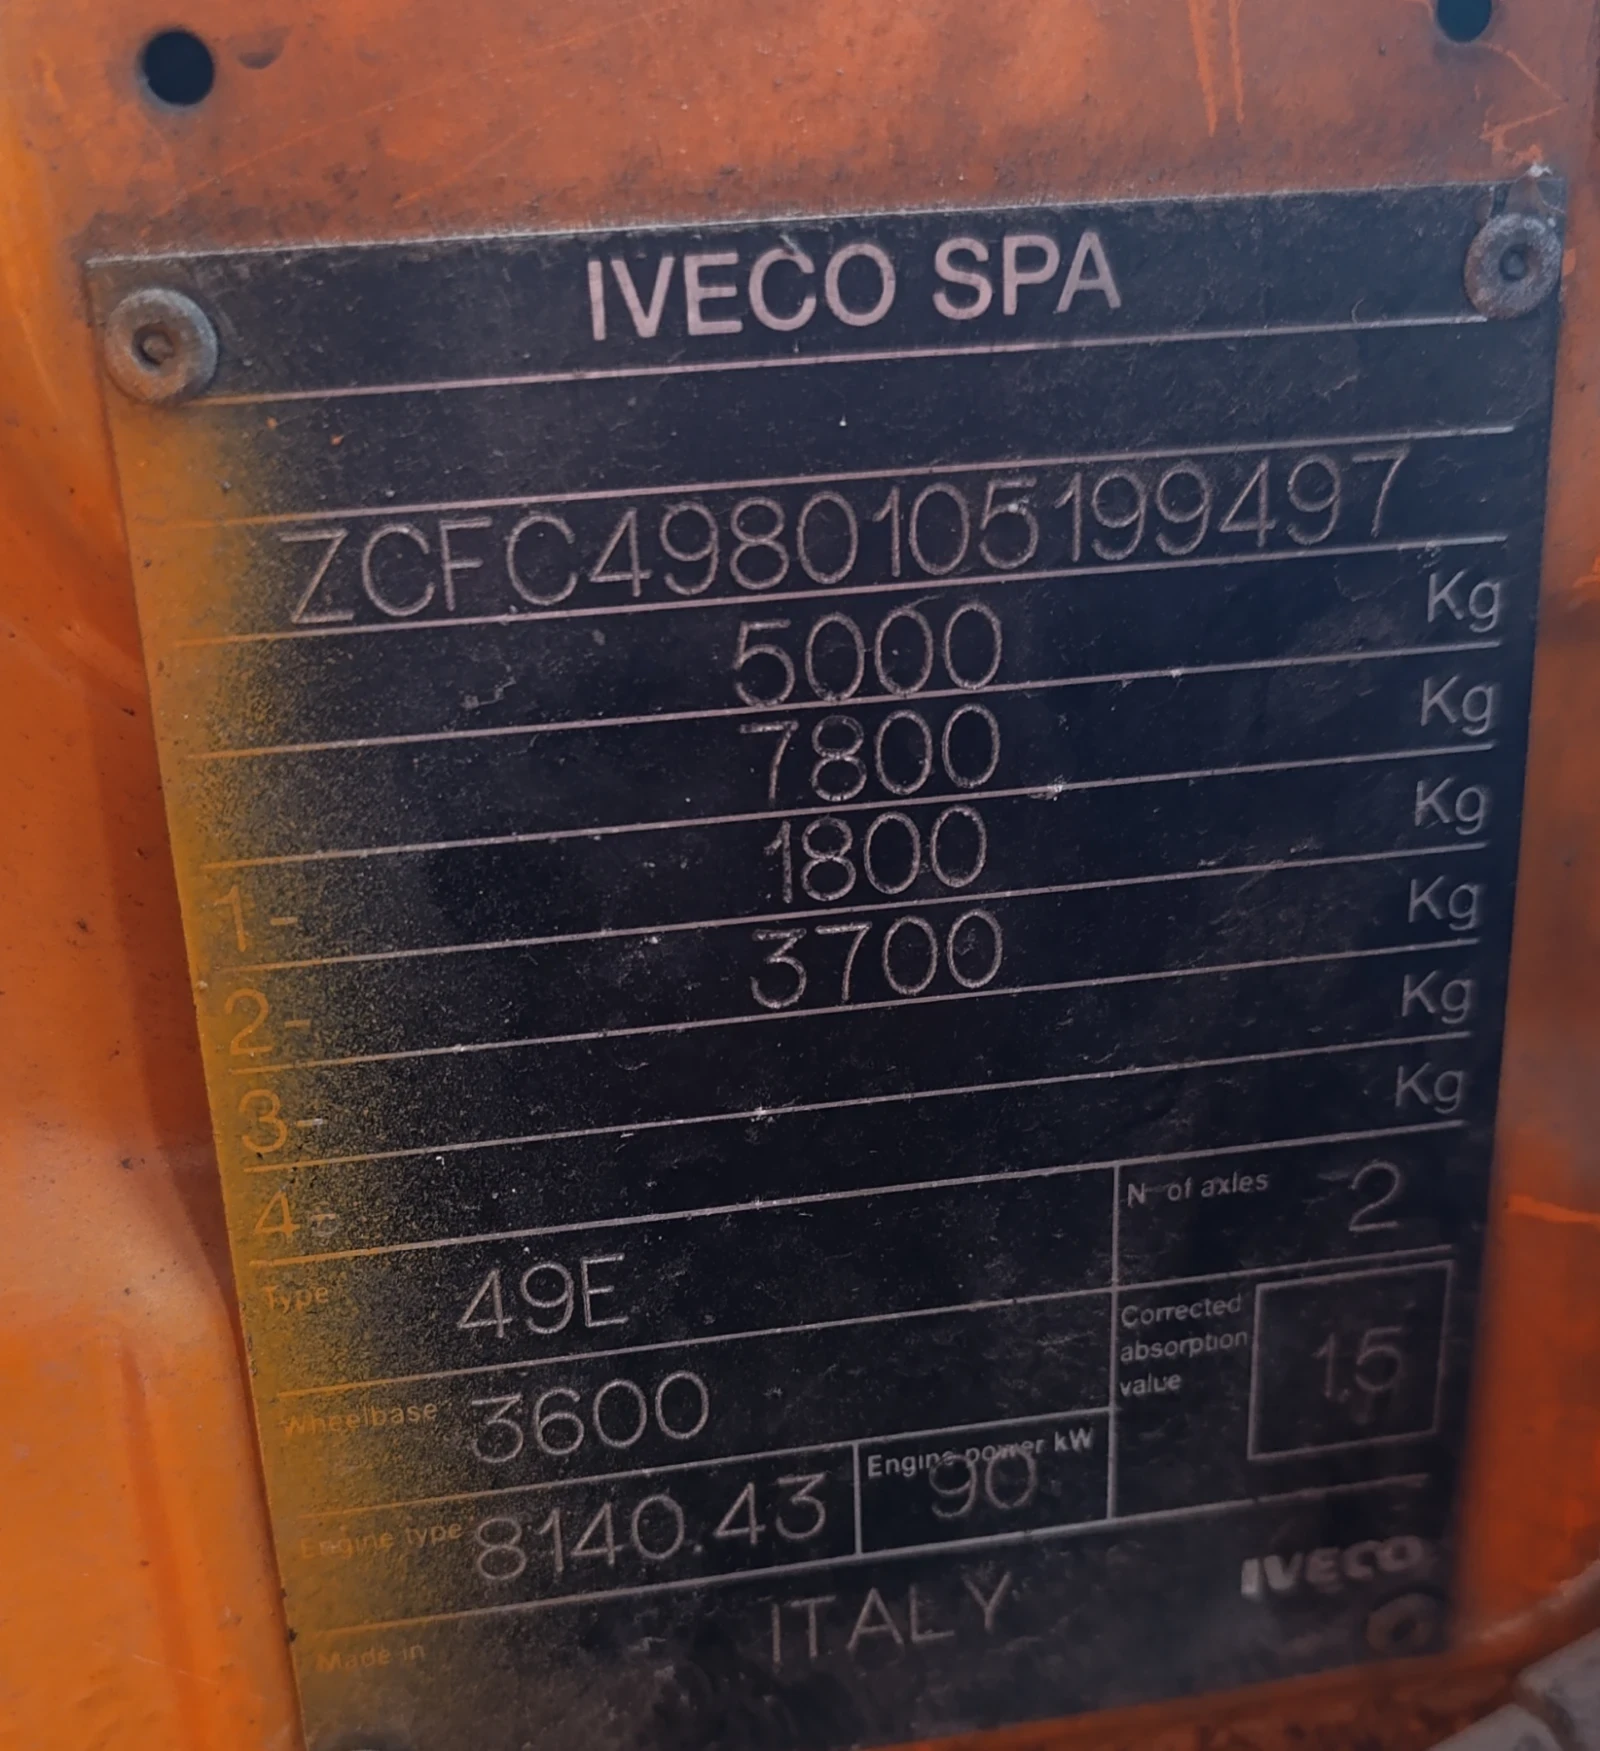 IVECO SPA
ZCFC4980105199497
5000 Kg
7800 Kg
1- 1800 Kg
2- 3700 Kg
3- Kg
4- Kg
Type 49E
N of axles 2
Wheelbase 3600
Corrected
absorption
value
1.5
Engine type 8140.43
Engine power kW
90
Made in ITALY
IVECO